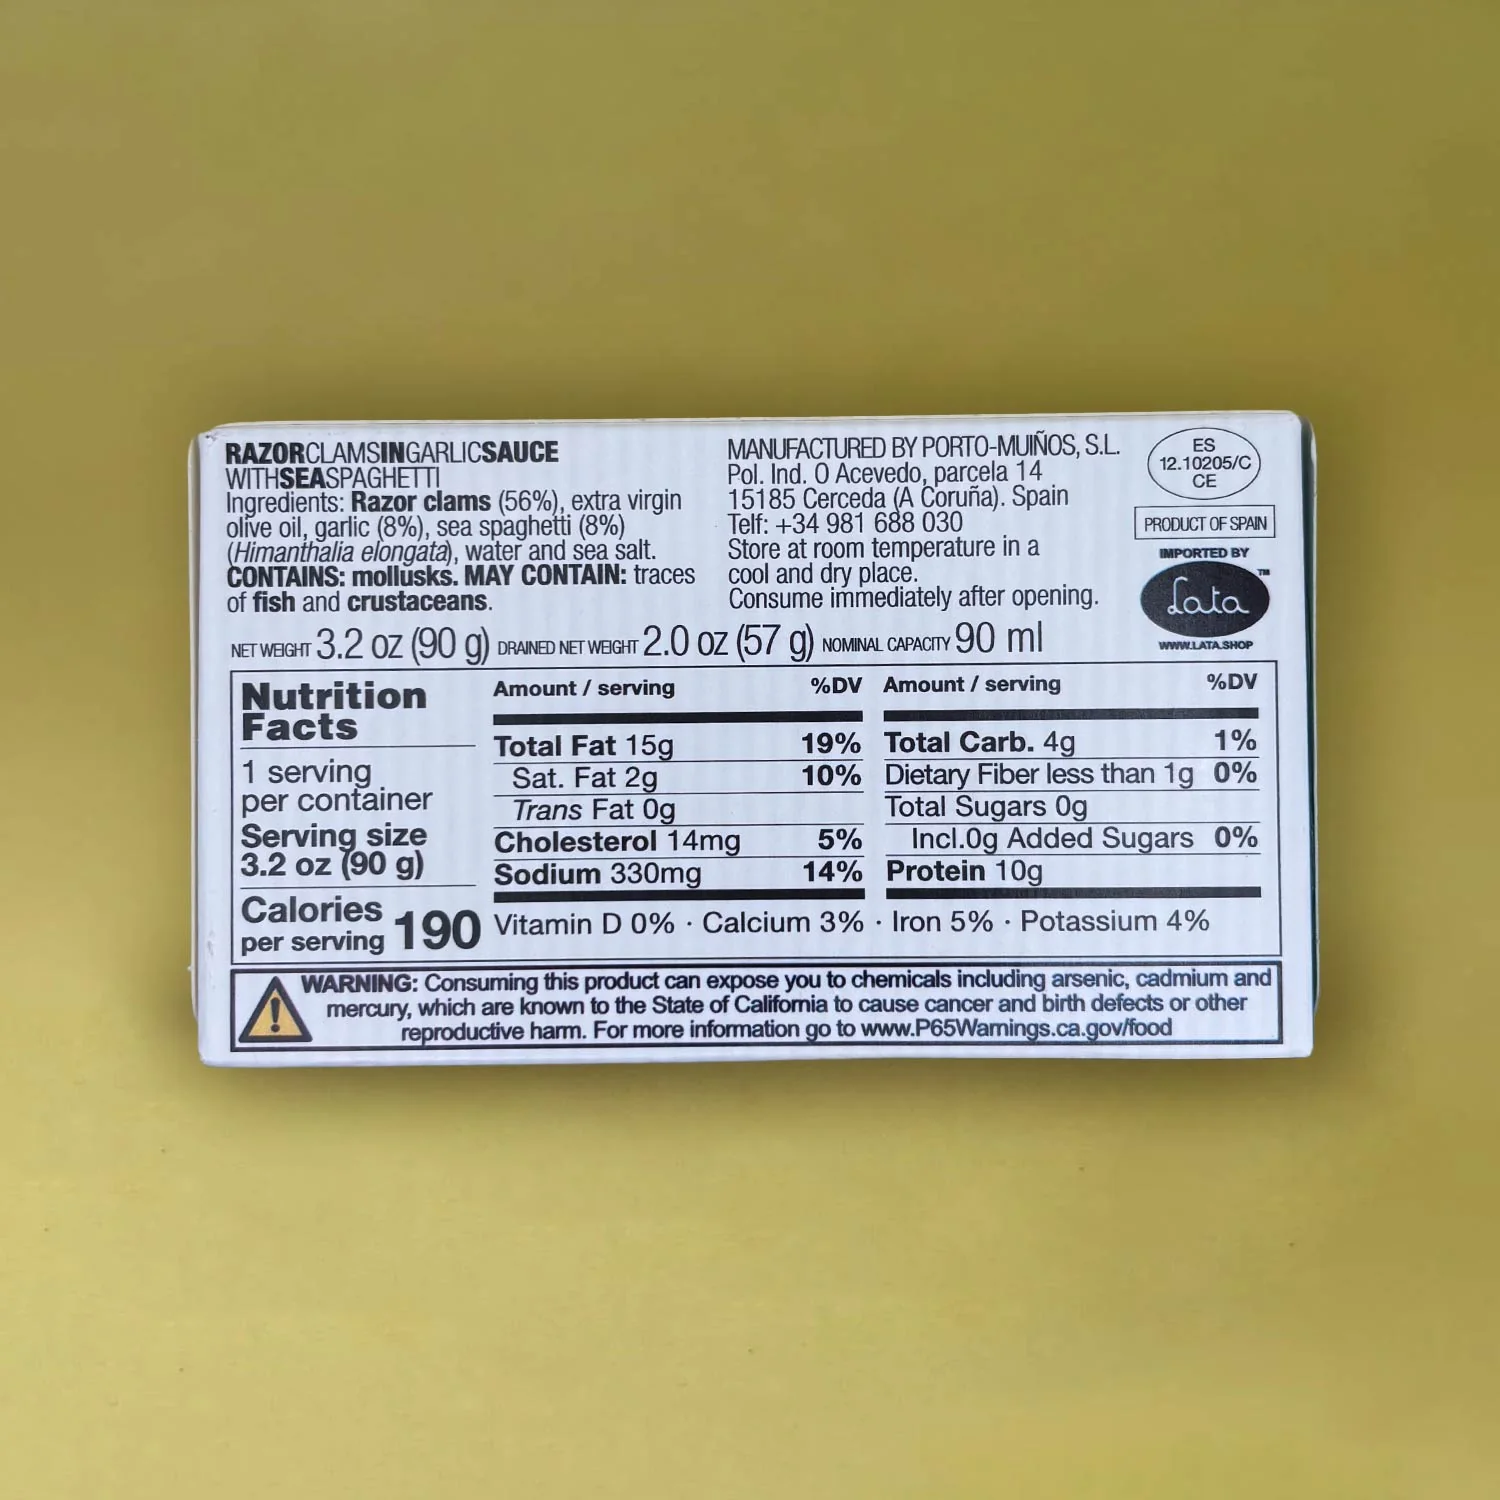 RAZORCLAMSINGARLICSAUCE
WITHSEASPAGHETTI
Ingredients: Razor clams (56%), extra virgin
olive oil, garlic (8%), sea spaghetti (8%)
(Himanthalia elongata), water and sea salt.
CONTAINS: mollusks. MAY CONTAIN: traces
of fish and crustaceans.
MANUFACTURED BY PORTO-MUIÑOS, S.L.
Pol. Ind. O Acevedo, parcela 14
15185 Cerceda (A Coruña). Spain
Telf: +34 981 688 030
Store at room temperature in a
cool and dry place.
Consume immediately after opening.
ES
12.10205/C
CE
PRODUCT OF SPAIN
IMPORTED BY
Lata™
WWW.LATA.SHOP
NET WEIGHT 3.2 oz (90 g) DRAINED NET WEIGHT 2.0 oz (57 g) NOMINAL CAPACITY 90 ml
Nutrition
Facts
1 serving
per container
Serving size
3.2 oz (90 g)
Calories
per serving 190
Amount / serving %DV
Total Fat 15g 19%
Sat. Fat 2g 10%
Trans Fat 0g
Cholesterol 14mg 5%
Sodium 330mg 14%
Amount / serving %DV
Total Carb. 4g 1%
Dietary Fiber less than 1g 0%
Total Sugars 0g
Incl.0g Added Sugars 0%
Protein 10g
Vitamin D 0% · Calcium 3% · Iron 5% · Potassium 4%
WARNING: Consuming this product can expose you to chemicals including arsenic, cadmium and
mercury, which are known to the State of California to cause cancer and birth defects or other
reproductive harm. For more information go to www.P65Warnings.ca.gov/food